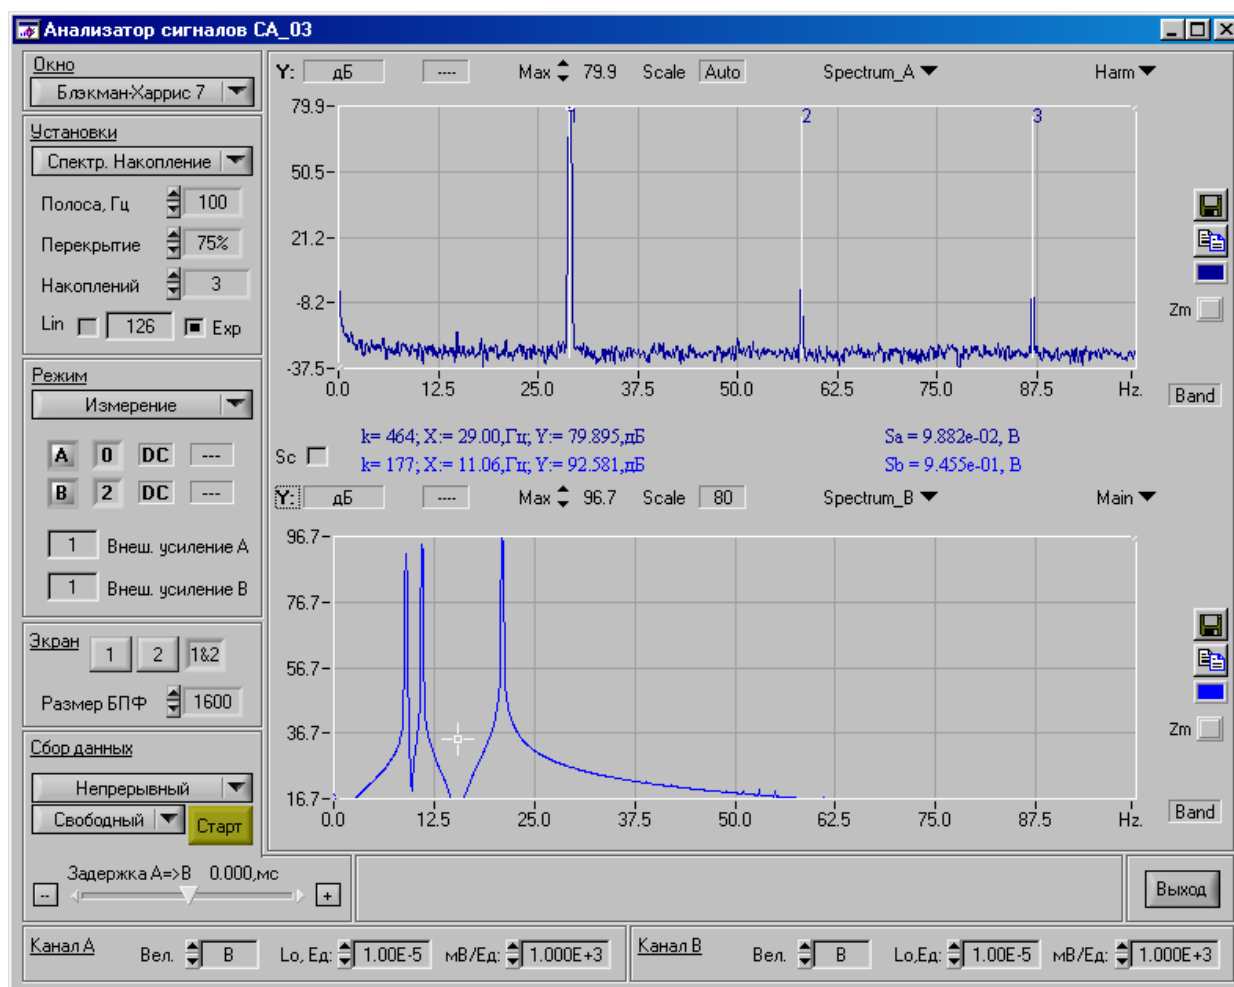 Анализатор сигналов СА_03
Окно
Блэкман-Харрис 7
Установки
Спектр. Накопление
Полоса, Гц 100
Перекрытие 75%
Накоплений 3
Lin 126 Exp
Режим
Измерение
A 0 DC ---
B 2 DC ---
1 Внеш. усиление А
1 Внеш. усиление В
Экран 1 2 1&2
Размер БПФ 1600
Сбор данных
Непрерывный
Свободный Старт
Задержка А=>В 0.000,мс
-- +
Y: дБ ---- Max 79.9 Scale Auto Spectrum_A Harm
79.9
50.5
21.2
-8.2
-37.5
1 2 3
0.0 12.5 25.0 37.5 50.0 62.5 75.0 87.5 Hz.
Zm
Band
Sc
k= 464; X:= 29.00,Гц; Y:= 79.895,дБ Sa = 9.882e-02, В
k= 177; X:= 11.06,Гц; Y:= 92.581,дБ Sb = 9.455e-01, В
Y: дБ ---- Max 96.7 Scale 80 Spectrum_B Main
96.7
76.7
56.7
36.7
16.7
0.0 12.5 25.0 37.5 50.0 62.5 75.0 87.5 Hz.
Zm
Band
Выход
Канал А Вел. В Lo, Ед: 1.00E-5 мВ/Ед: 1.000E+3
Канал В Вел. В Lo,Ед: 1.00E-5 мВ/Ед: 1.000E+3